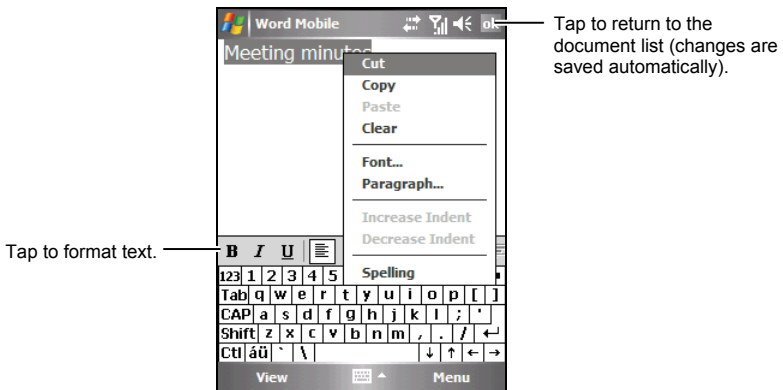 Word Mobile
ok
Tap to return to the
document list (changes are
saved automatically).
Meeting minutes
Cut
Copy
Paste
Clear
Font...
Paragraph...
Increase Indent
Decrease Indent
Spelling
Tap to format text.
B I U
123 1 2 3 4 5
Tab q w e r t y u i o p [ ]
CAP a s d f g h j k l ; '
Shift z x c v b n m , . / ↵
Ctl áü ` \ ↓ ↑ ← →
View
Menu